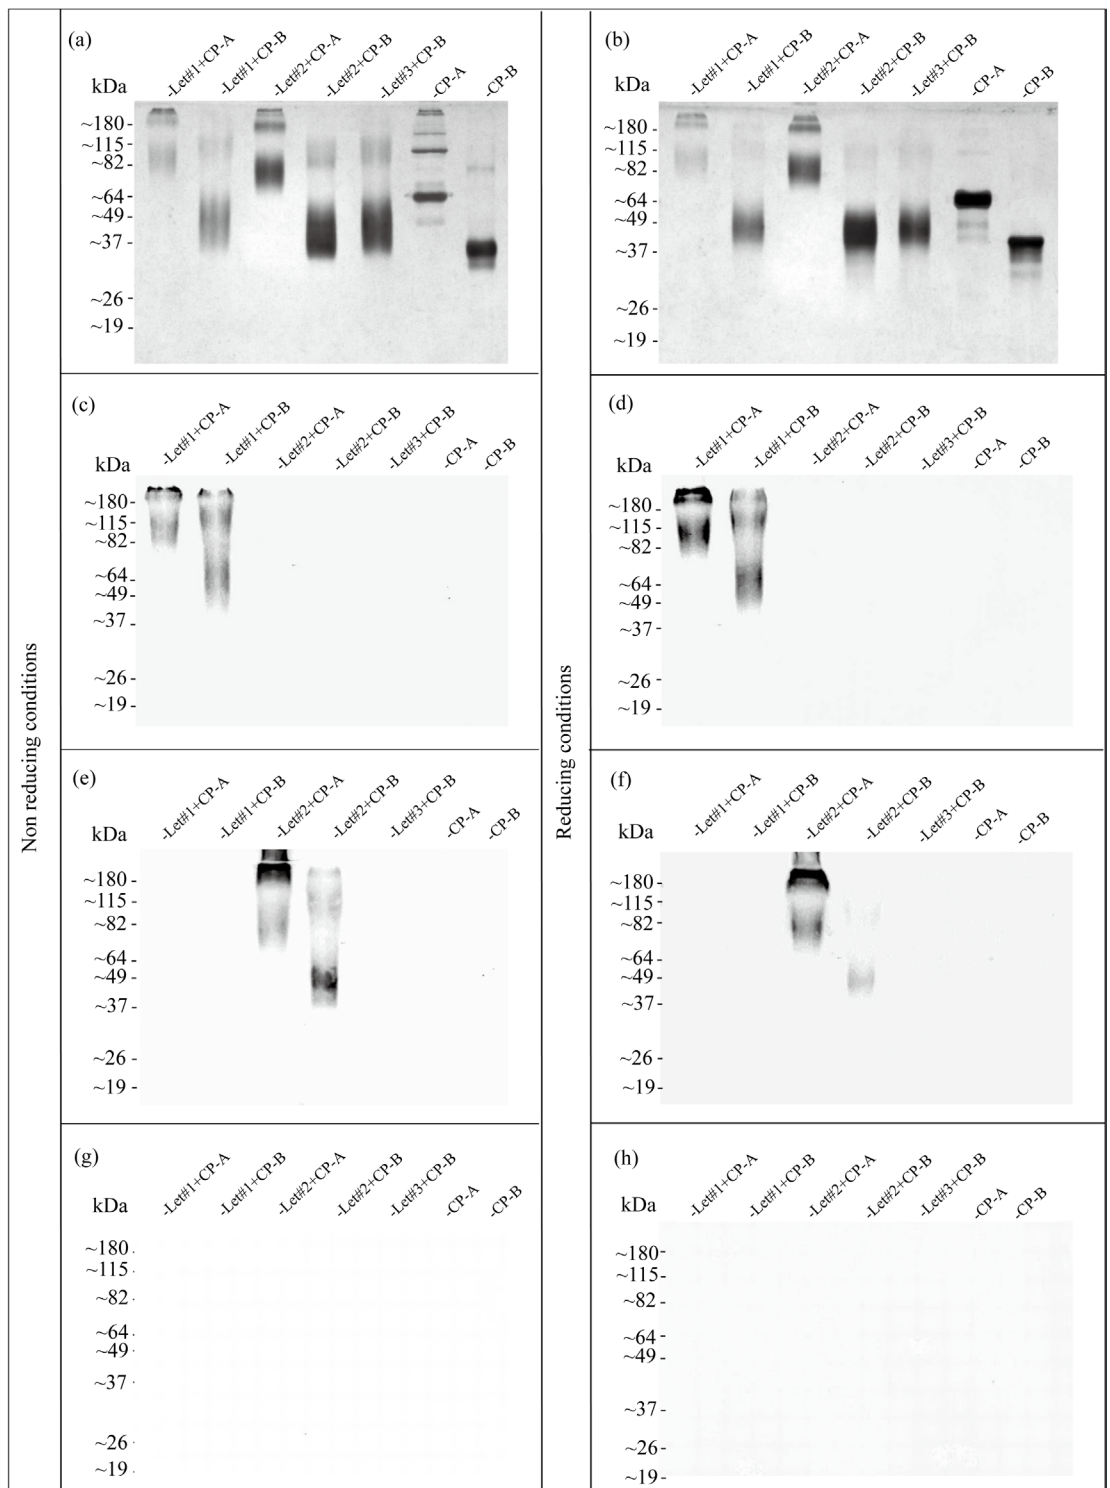 Non reducing conditions
(a)
-Let#1+CP-A
-Let#1+CP-B
-Let#2+CP-A
-Let#2+CP-B
-Let#3+CP-B
-CP-A
-CP-B
kDa
~180 -
~115 -
~82 -
~64 -
~49 -
~37 -
~26 -
~19 -
(c)
-Let#1+CP-A
-Let#1+CP-B
-Let#2+CP-A
-Let#2+CP-B
-Let#3+CP-B
-CP-A
-CP-B
kDa
~180 -
~115 -
~82 -
~64 -
~49 -
~37 -
~26 -
~19 -
(e)
-Let#1+CP-A
-Let#1+CP-B
-Let#2+CP-A
-Let#2+CP-B
-Let#3+CP-B
-CP-A
-CP-B
kDa
~180 -
~115 -
~82 -
~64 -
~49 -
~37 -
~26 -
~19 -
(g)
-Let#1+CP-A
-Let#1+CP-B
-Let#2+CP-A
-Let#2+CP-B
-Let#3+CP-B
-CP-A
-CP-B
kDa
~180
~115
~82
~64
~49
~37
~26
~19
Reducing conditions
(b)
-Let#1+CP-A
-Let#1+CP-B
-Let#2+CP-A
-Let#2+CP-B
-Let#3+CP-B
-CP-A
-CP-B
kDa
~180 -
~115 -
~82 -
~64 -
~49 -
~37 -
~26 -
~19 -
(d)
-Let#1+CP-A
-Let#1+CP-B
-Let#2+CP-A
-Let#2+CP-B
-Let#3+CP-B
-CP-A
-CP-B
kDa
~180 -
~115 -
~82 -
~64 -
~49 -
~37 -
~26 -
~19 -
(f)
-Let#1+CP-A
-Let#1+CP-B
-Let#2+CP-A
-Let#2+CP-B
-Let#3+CP-B
-CP-A
-CP-B
kDa
~180 -
~115 -
~82 -
~64 -
~49 -
~37 -
~26 -
~19 -
(h)
-Let#1+CP-A
-Let#1+CP-B
-Let#2+CP-A
-Let#2+CP-B
-Let#3+CP-B
-CP-A
-CP-B
kDa
~180-
~115-
~82 -
~64 -
~49 -
~37 -
~26 -
~19 -